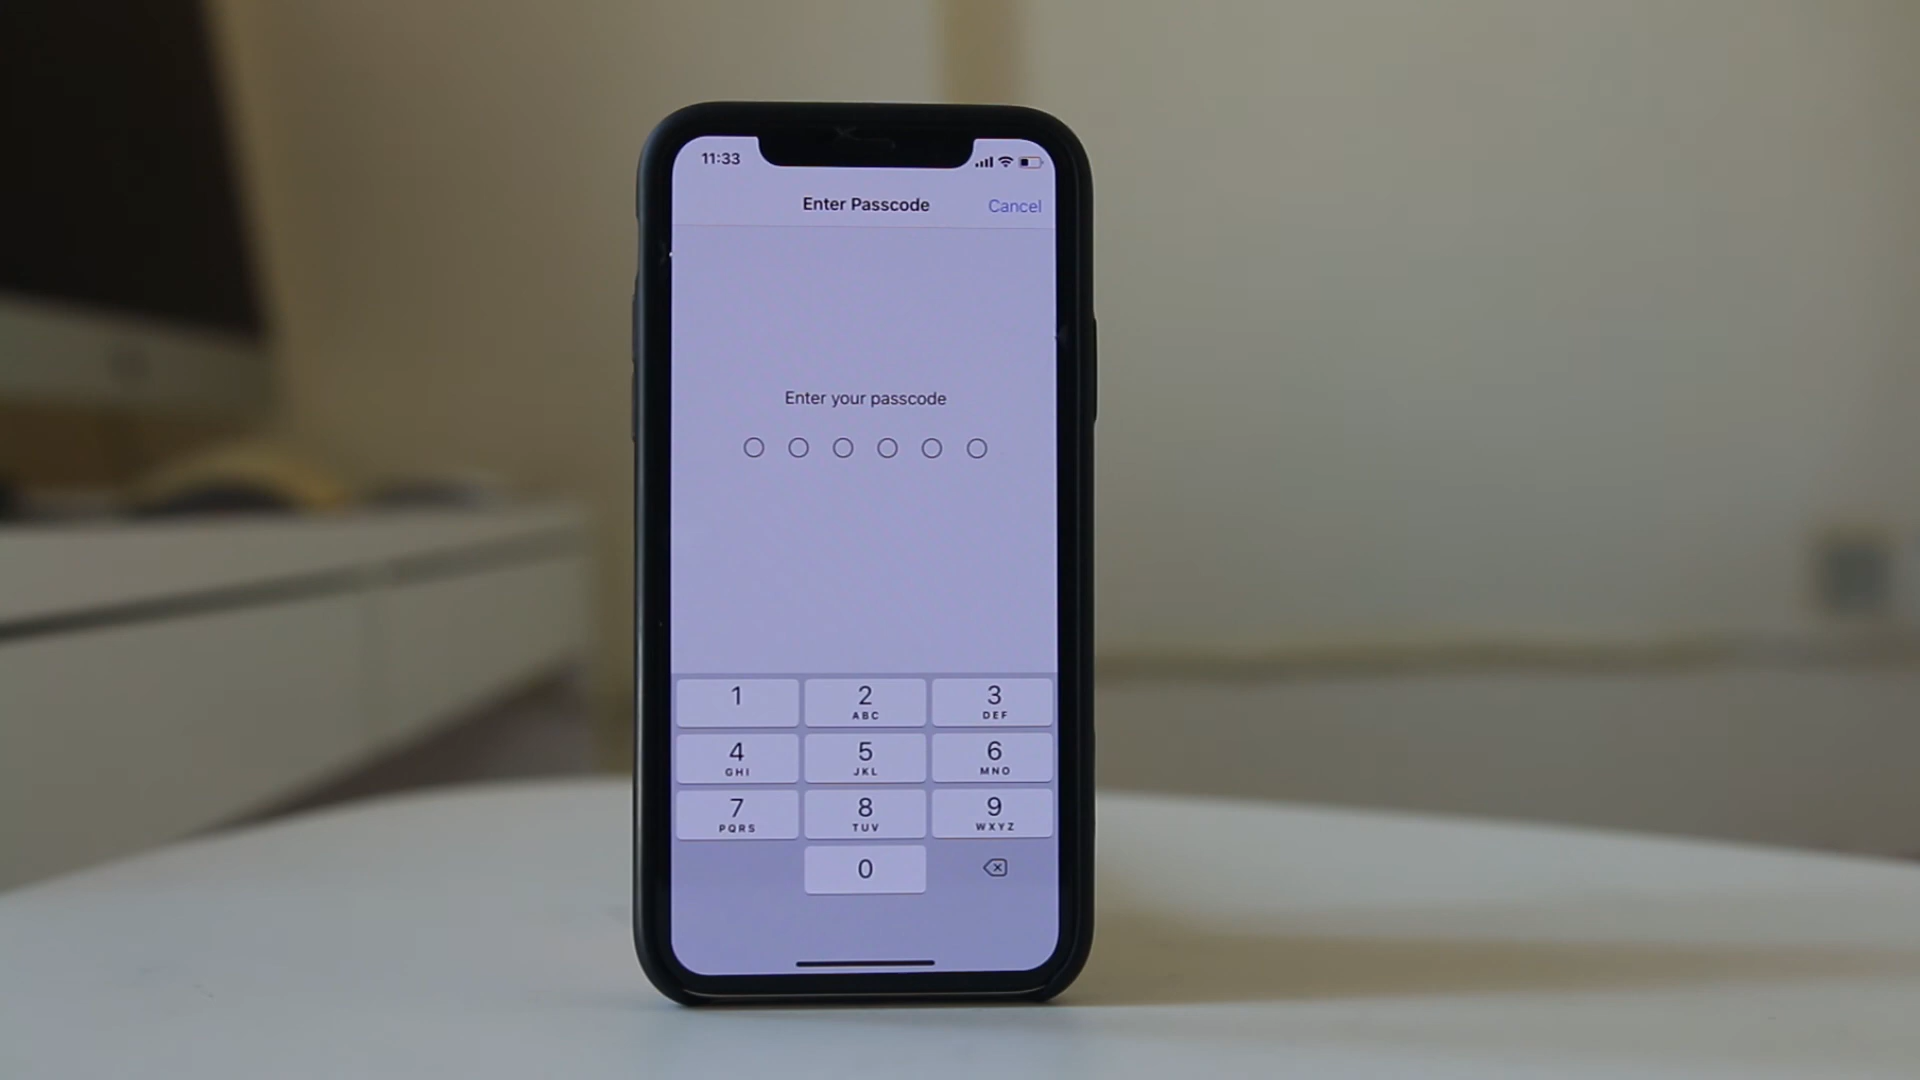 11:33
Enter Passcode Cancel
Enter your passcode
1 2 3
ABC DEF
4 5 6
GHI JKL MNO
7 8 9
PQRS TUV WXYZ
0